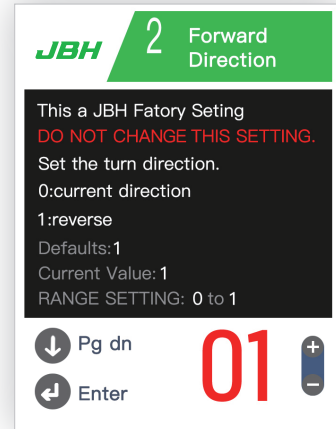 JBH
2 Forward
Direction
This a JBH Fatory Seting
DO NOT CHANGE THIS SETTING.
Set the turn direction.
0:current direction
1:reverse
Defaults:1
Current Value:1
RANGE SETTING: 0 to 1
Pg dn
01
+
Enter
−